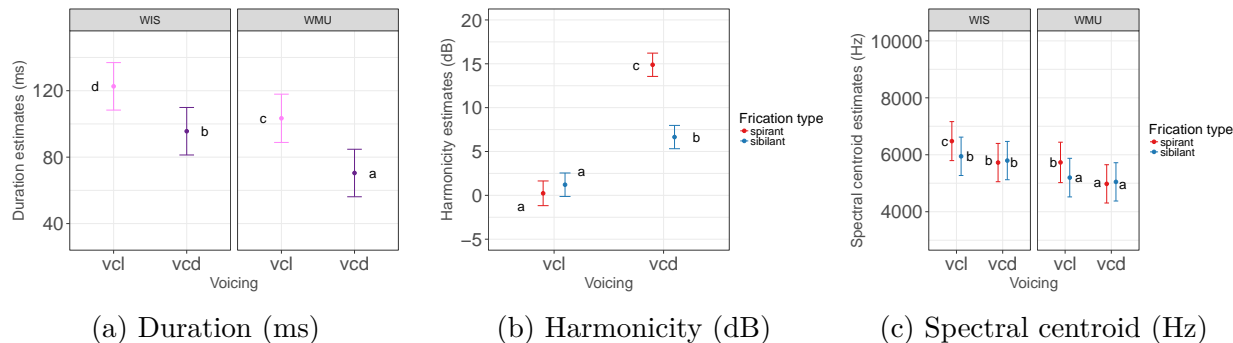 WIS WMU
Duration estimates (ms)
120
80
40
d
b
c
a
vcl vcd vcl vcd
Voicing
(a) Duration (ms)
Harmonicity estimates (dB)
20
15
10
5
0
−5
a
a
c
b
vcl vcd
Voicing
Frication type
spirant
sibilant
(b) Harmonicity (dB)
WIS WMU
Spectral centroid estimates (Hz)
10000
8000
6000
4000
c b b b b a a a
vcl vcd vcl vcd
Voicing
Frication type
spirant
sibilant
(c) Spectral centroid (Hz)